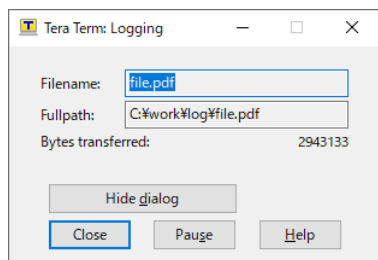 Tera Term: Logging
Filename: file.pdf
Fullpath: C:¥work¥log¥file.pdf
Bytes transferred: 2943133
Hide dialog
Close Pause Help